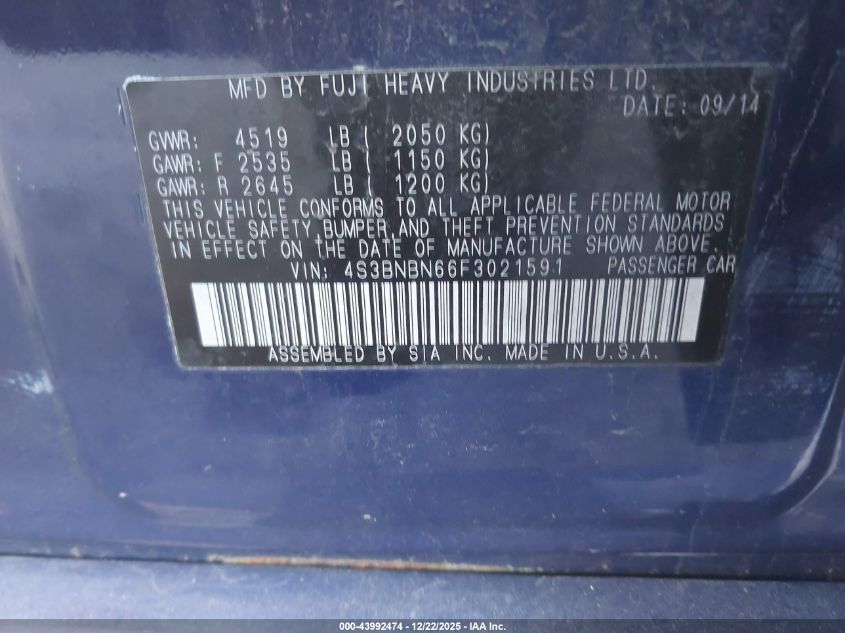 MFD BY FUJI HEAVY INDUSTRIES LTD.
DATE: 09/14
GVWR: 4519 LB ( 2050 KG)
GAWR: F 2535 LB ( 1150 KG)
GAWR: R 2645 LB ( 1200 KG)
THIS VEHICLE CONFORMS TO ALL APPLICABLE FEDERAL MOTOR
VEHICLE SAFETY,BUMPER,AND THEFT PREVENTION STANDARDS
IN EFFECT ON THE DATE OF MANUFACTURE SHOWN ABOVE.
VIN: 4S3BNBN66F3021591 PASSENGER CAR
ASSEMBLED BY SIA INC. MADE IN U.S.A.
000-43992474 • 12/22/2025 • IAA Inc.